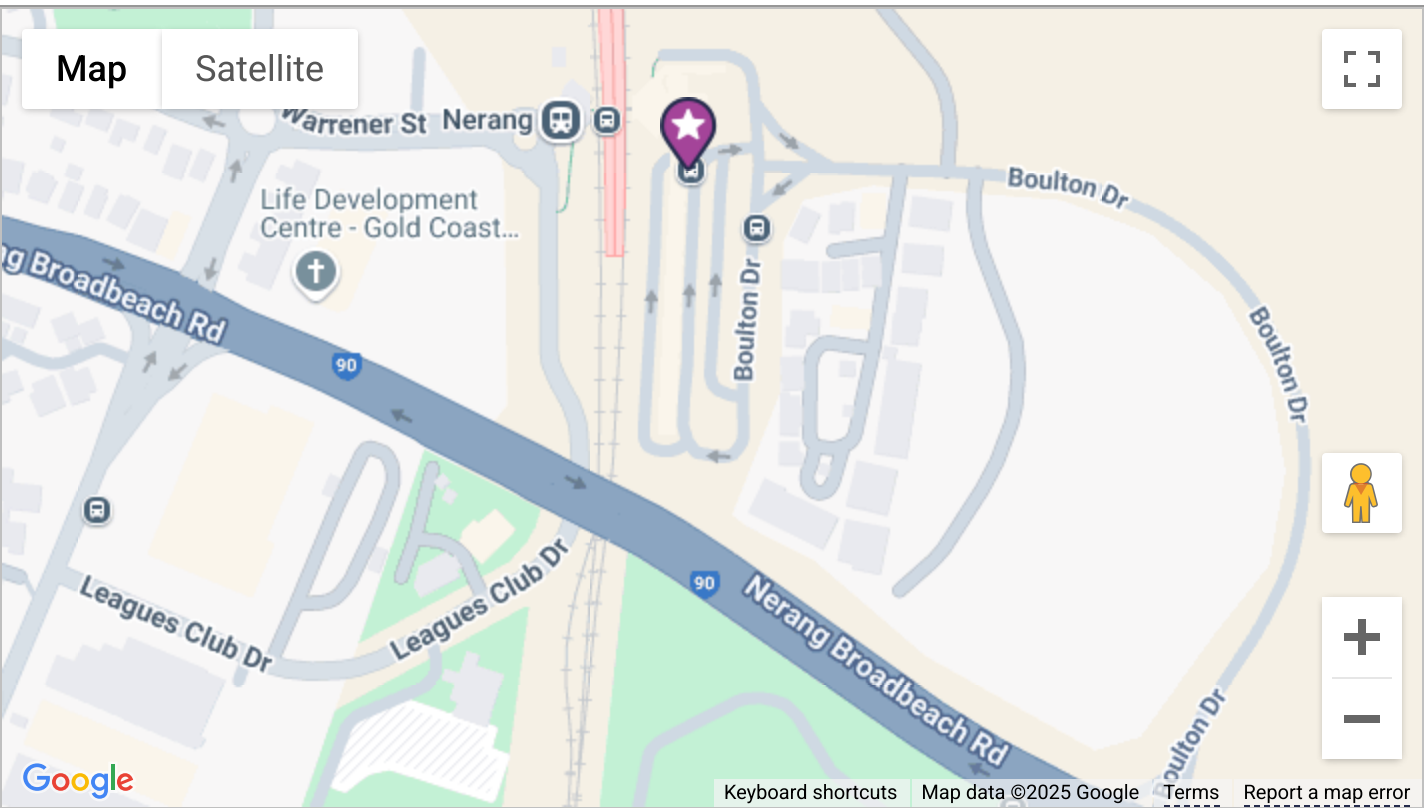 Map
Satellite
Warrener St
Nerang
Boulton Dr
Life Development
Centre - Gold Coast...
ng Broadbeach Rd
Boulton Dr
Boulton Dr
90
Leagues Club Dr
Leagues Club Dr
90
Nerang Broadbeach Rd
Boulton Dr
Google
Keyboard shortcuts
Map data ©2025 Google
Terms
Report a map error